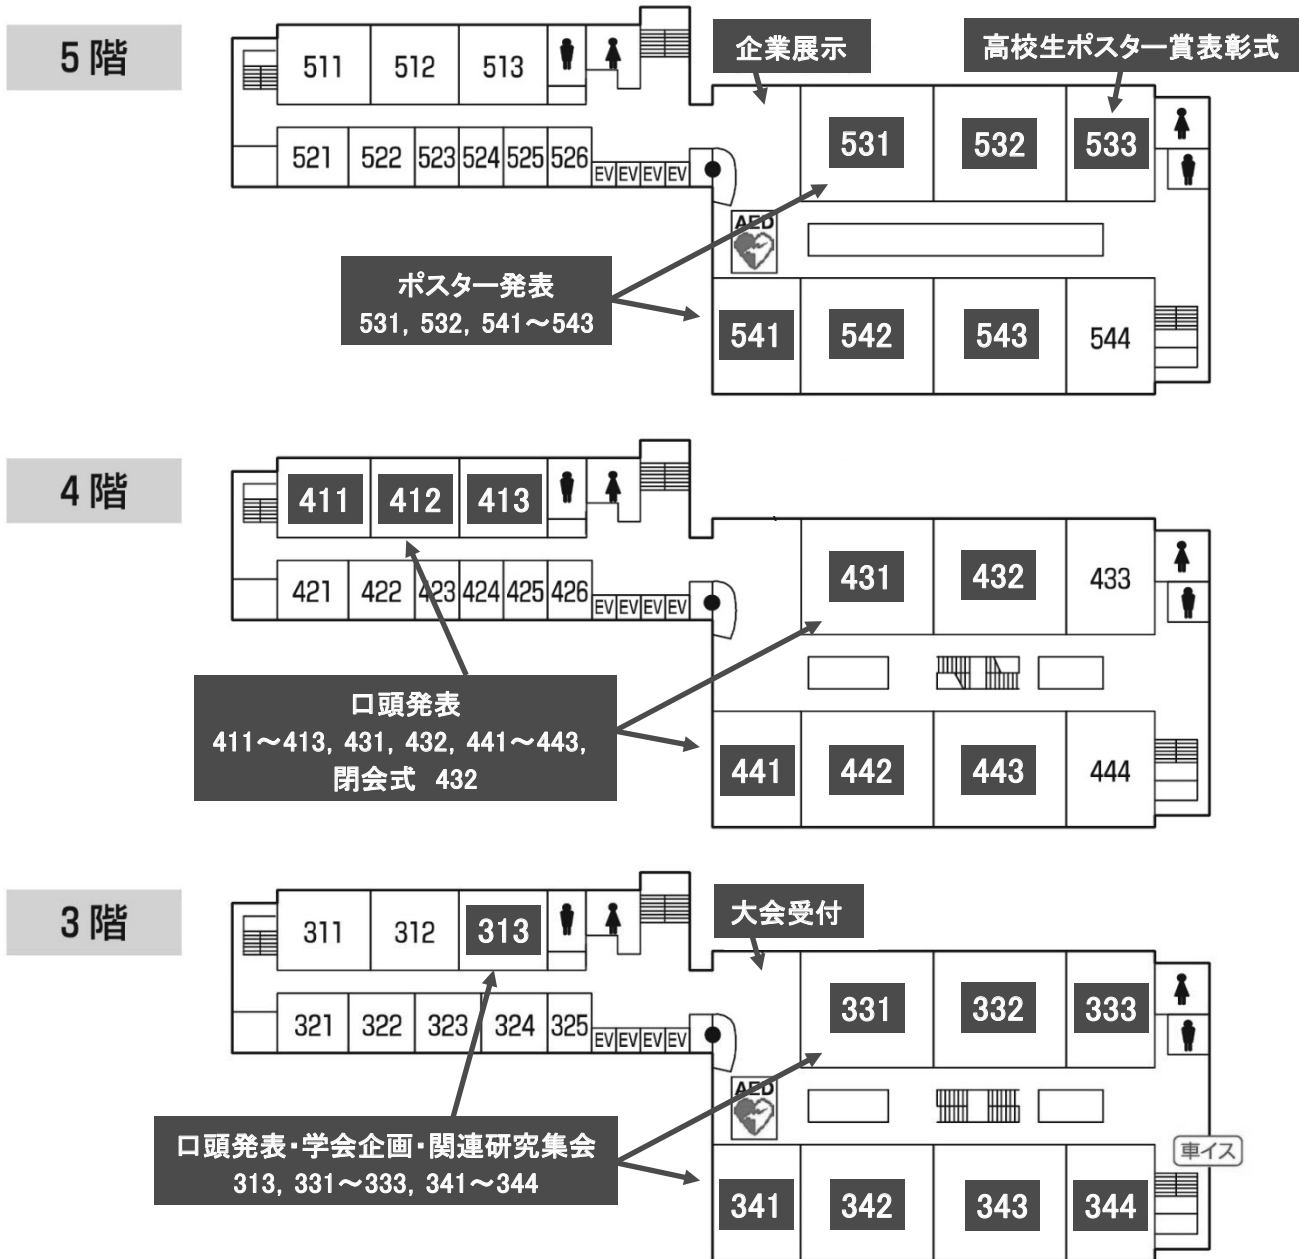 5 階
企業展示
高校生ポスター賞表彰式
511 512 513
531 532 533
521 522 523 524 525 526
EV EV EV EV
AED
ポスター発表
531, 532, 541～543
541 542 543 544
4 階
411 412 413
431 432 433
421 422 423 424 425 426
EV EV EV EV
口頭発表
411～413, 431, 432, 441～443,
閉会式 432
441 442 443 444
3 階
大会受付
311 312 313
331 332 333
321 322 323 324 325
EV EV EV EV
AED
口頭発表・学会企画・関連研究集会
313, 331～333, 341～344
車イス
341 342 343 344